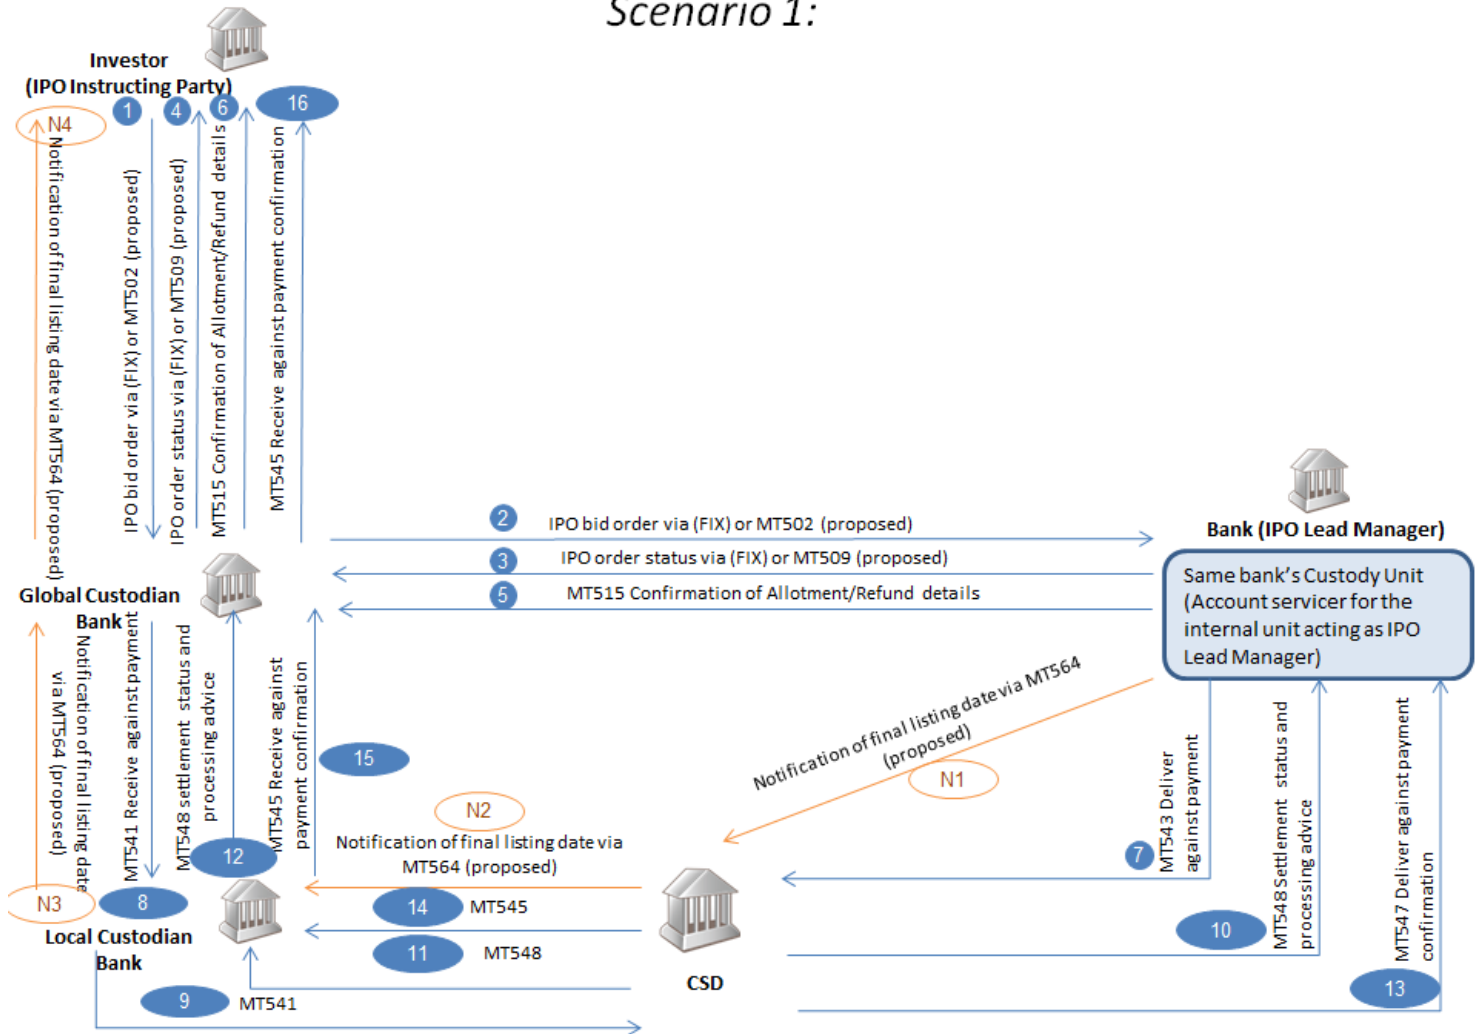 Scenario 1:
Investor
(IPO Instructing Party)
N4
1
4
6
16
Notification of final listing date via MT564 (proposed)
IPO bid order via (FIX) or MT502 (proposed)
IPO order status via (FIX) or MT509 (proposed)
MT515 Confirmation of Allotment/Refund details
MT545 Receive against payment confirmation
2
IPO bid order via (FIX) or MT502 (proposed)
3
IPO order status via (FIX) or MT509 (proposed)
5
MT515 Confirmation of Allotment/Refund details
Bank (IPO Lead Manager)
Same bank's Custody Unit
(Account servicer for the
internal unit acting as IPO
Lead Manager)
Global Custodian
Bank
Notification of final listing date
via MT564 (proposed)
MT541 Receive against payment
MT548 settlement status and
processing advice
MT545 Receive against
payment confirmation
15
12
N3
8
Notification of final listing date via MT564
(proposed)
N1
N2
Notification of final listing date via
MT564 (proposed)
14
MT545
11
MT548
7
MT543 Deliver
against payment
10
MT548 Settlement status and
processing advice
13
MT547 Deliver against payment
confirmation
Local Custodian
Bank
CSD
9
MT541